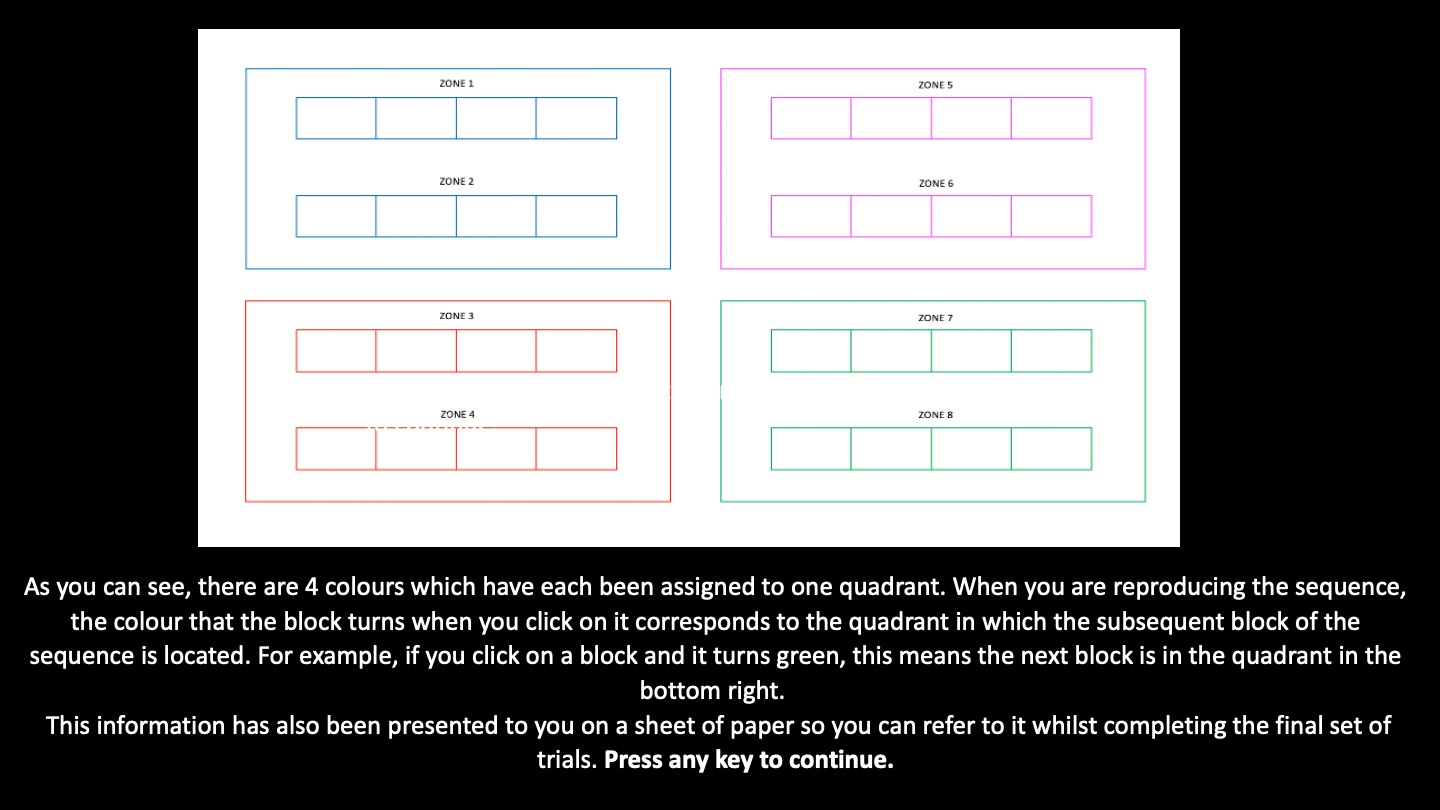 ZONE 1
ZONE 5
ZONE 2
ZONE 6
ZONE 3
ZONE 7
ZONE 4
ZONE 8
As you can see, there are 4 colours which have each been assigned to one quadrant. When you are reproducing the sequence,
the colour that the block turns when you click on it corresponds to the quadrant in which the subsequent block of the
sequence is located. For example, if you click on a block and it turns green, this means the next block is in the quadrant in the
bottom right.
This information has also been presented to you on a sheet of paper so you can refer to it whilst completing the final set of
trials. Press any key to continue.